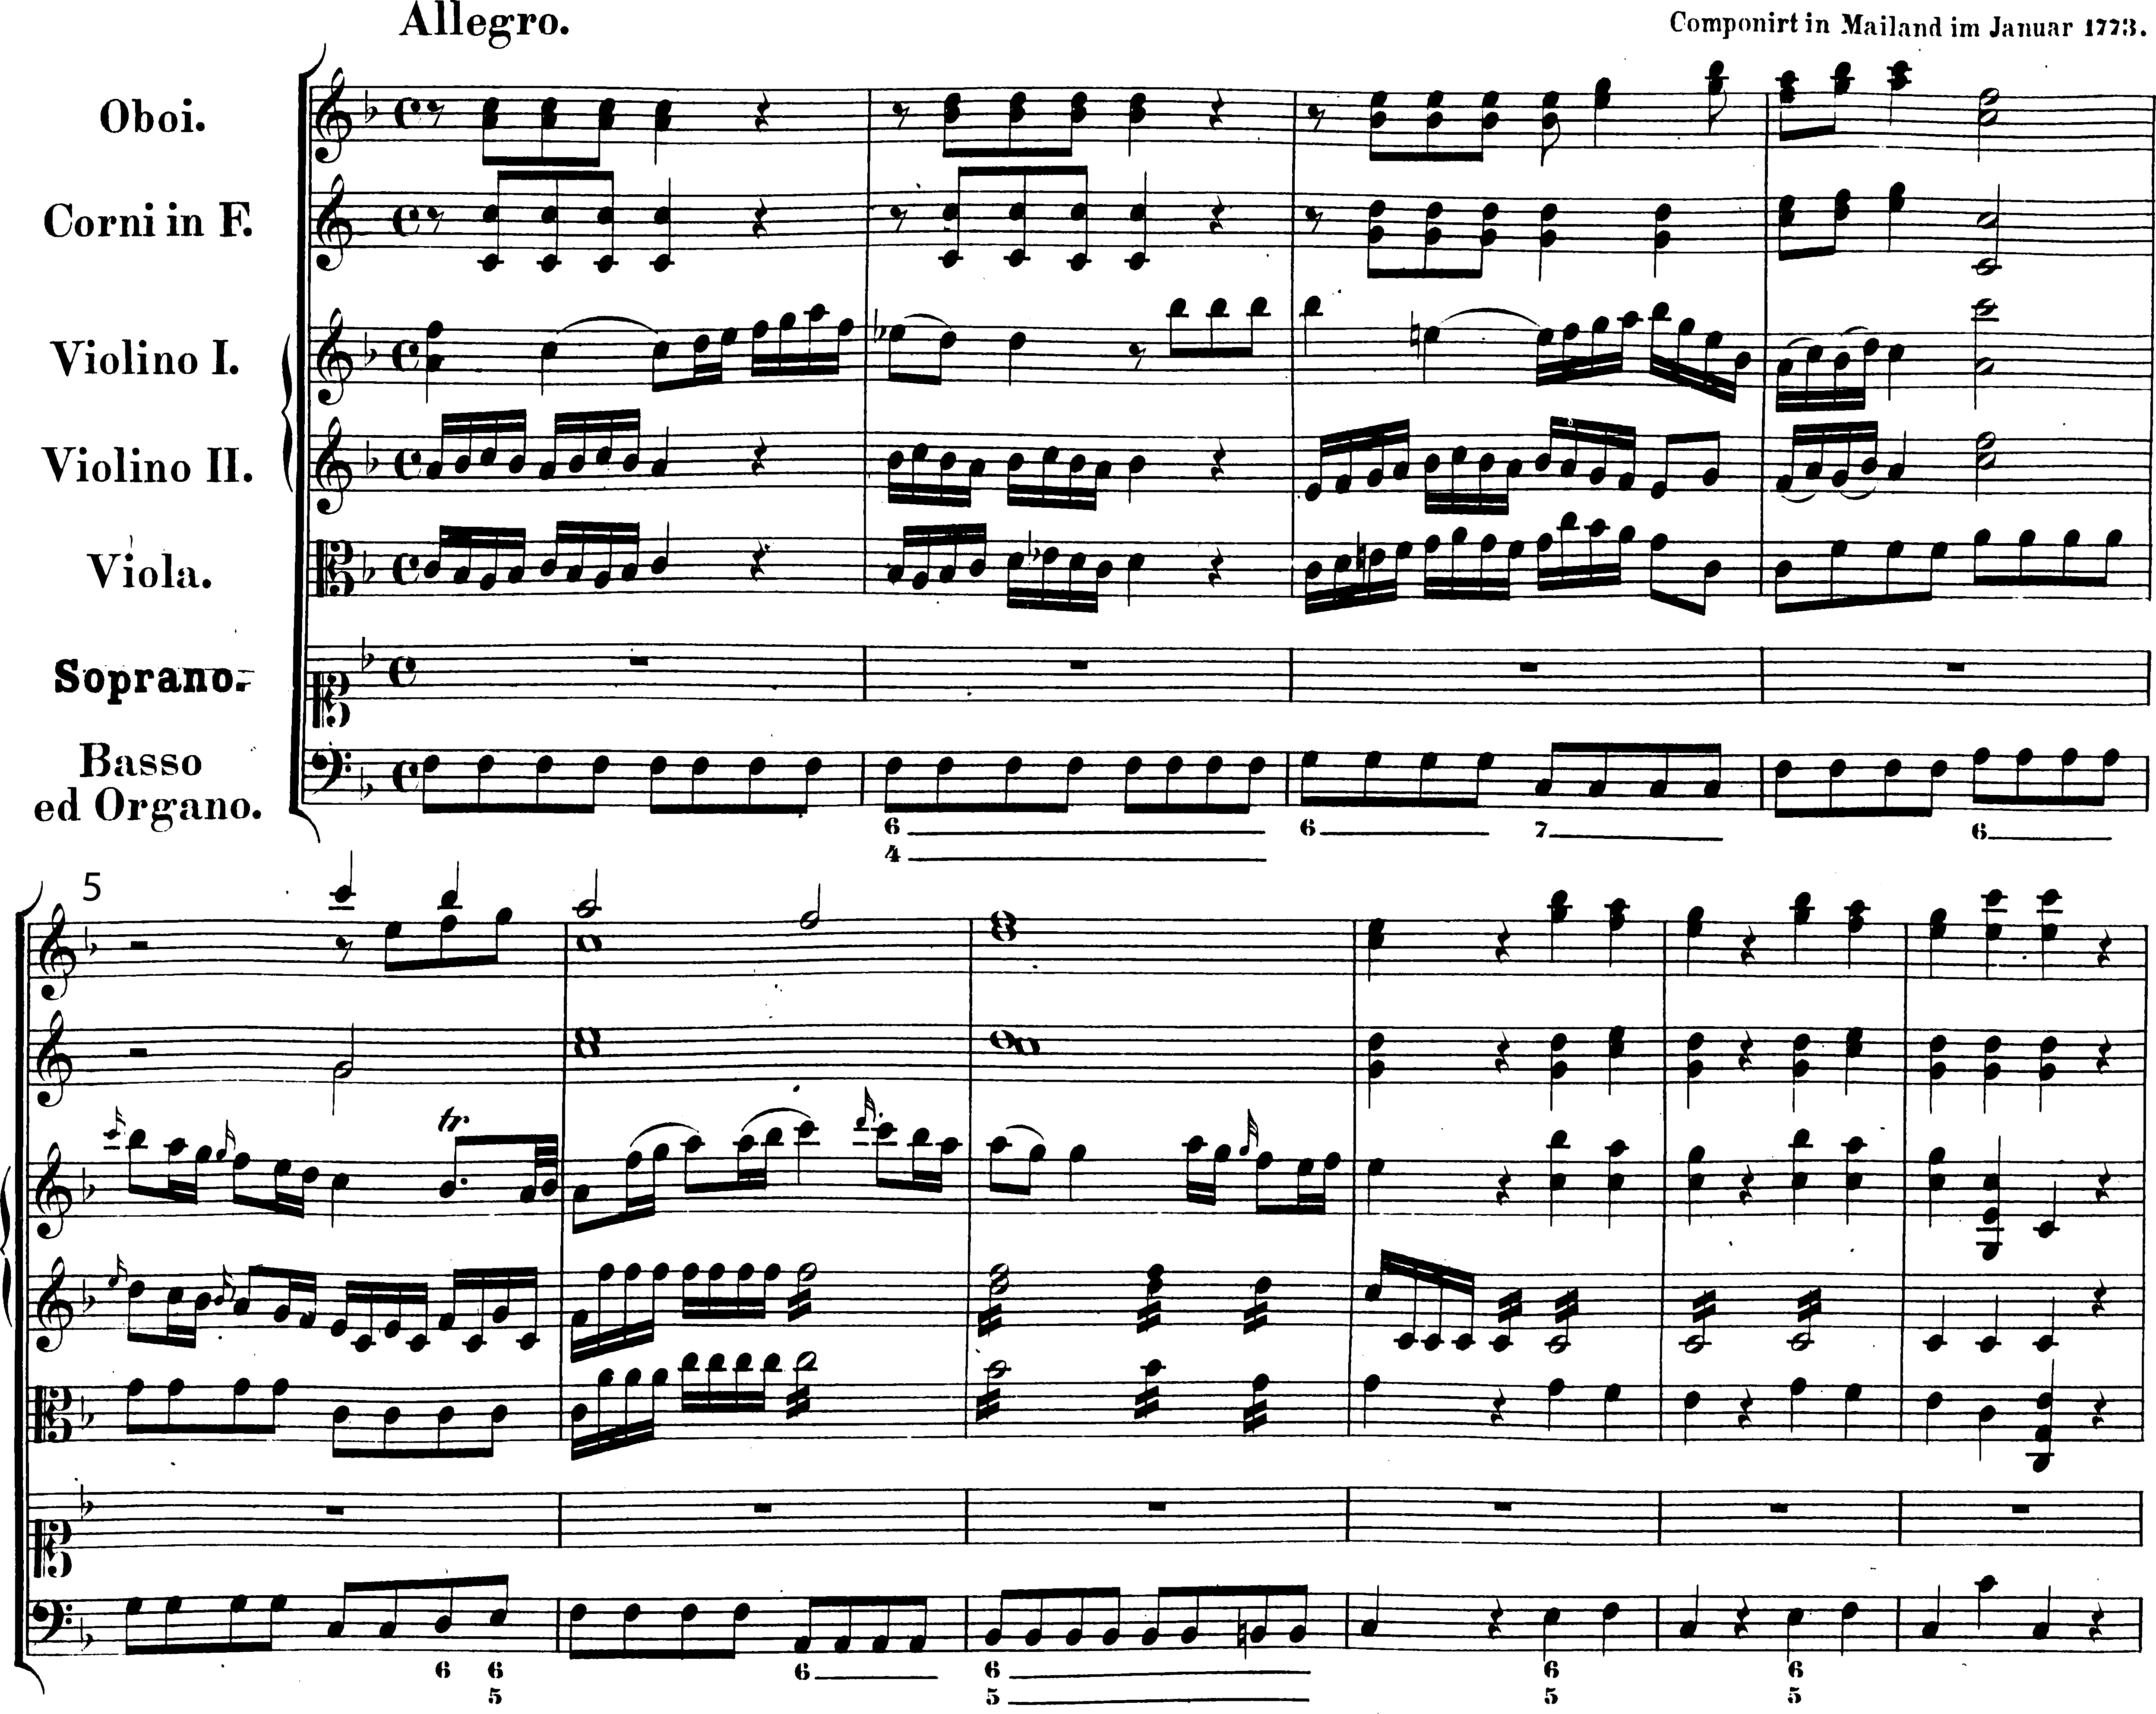 Allegro.
Componirt in Mailand im Januar 1773.
Oboi.
Corni in F.
Violino I.
Violino II.
Viola.
Soprano.
Basso
ed Organo.
6 6 7 6
4
5
tr.
6 6 6 6 6 6
5 5 5 5